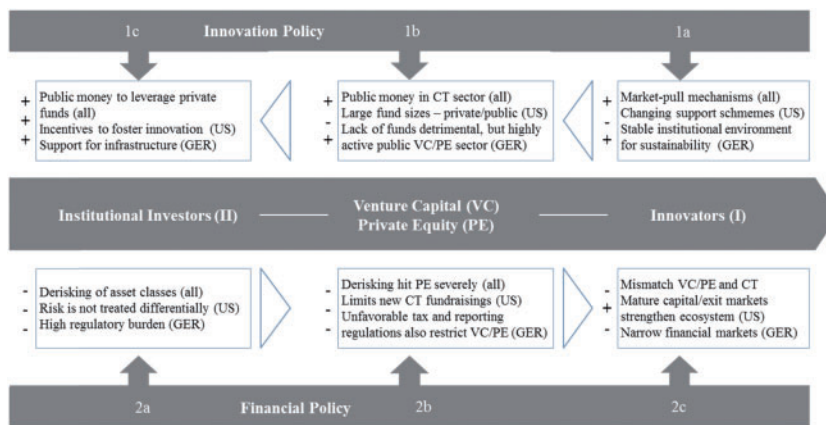 1c Innovation Policy 1b 1a
+ Public money to leverage private
funds (all)
+ Incentives to foster innovation (US)
+ Support for infrastructure (GER)
+ Public money in CT sector (all)
- Large fund sizes – private/public (US)
+ Lack of funds detrimental, but highly
active public VC/PE sector (GER)
+ Market-pull mechanisms (all)
- Changing support schmemes (US)
+ Stable institutional environment
for sustainability (GER)
Institutional Investors (II)
Venture Capital (VC)
Private Equity (PE)
Innovators (I)
- Derisking of asset classes (all)
- Risk is not treated differentially (US)
- High regulatory burden (GER)
- Derisking hit PE severely (all)
- Limits new CT fundraisings (US)
- Unfavorable tax and reporting
regulations also restrict VC/PE (GER)
- Mismatch VC/PE and CT
+ Mature capital/exit markets
strengthen ecosystem (US)
- Narrow financial markets (GER)
2a Financial Policy 2b 2c